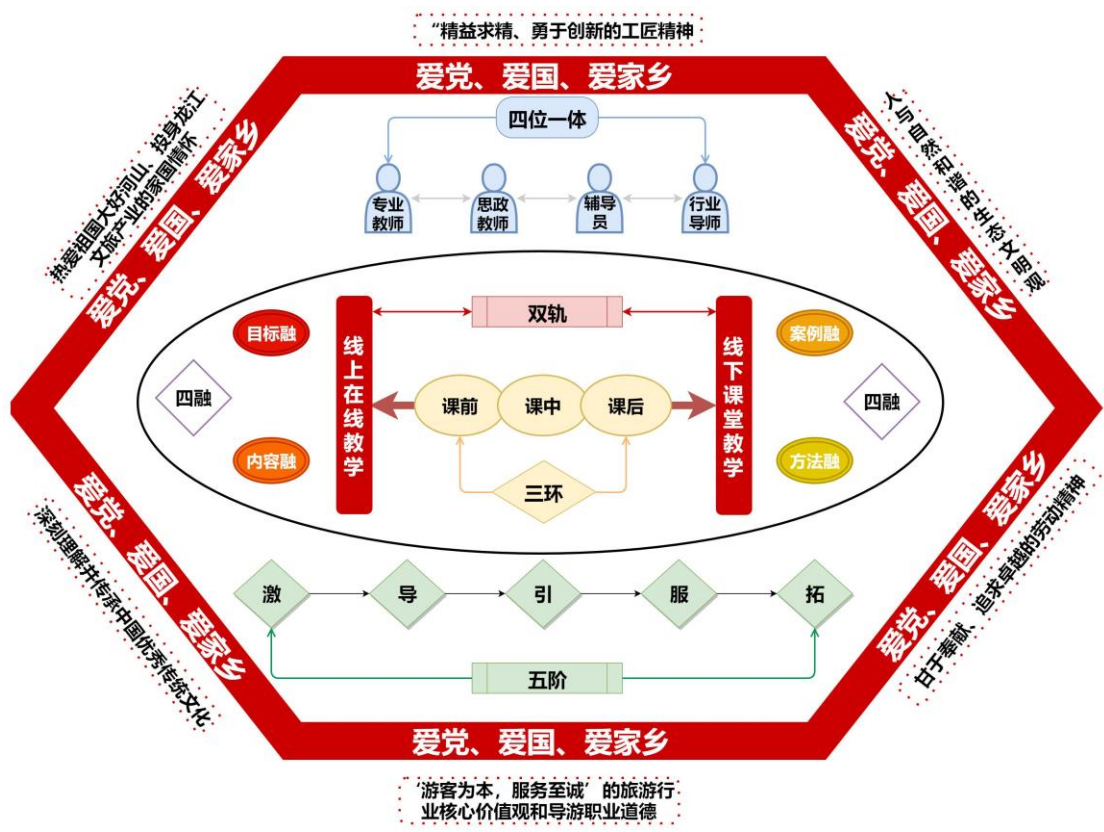 “精益求精、勇于创新的工匠精神
爱党、爱国、爱家乡
热爱祖国大好河山、投身龙江
文旅产业的家国情怀
爱党、爱国、爱家乡
人与自然和谐的生态文明观
爱党、爱国、爱家乡
四位一体
专业
教师
思政
教师
辅导
员
行业
导师
双轨
目标融
案例融
线上在线教学
线下课堂教学
四融
课前
课中
课后
四融
内容融
方法融
三环
爱党、爱国、爱家乡
深刻理解并传承中国优秀传统文化
爱党、爱国、爱家乡
甘于奉献、追求卓越的劳动精神
激
导
引
服
拓
五阶
爱党、爱国、爱家乡
‘游客为本，服务至诚’的旅游行
业核心价值观和导游职业道德